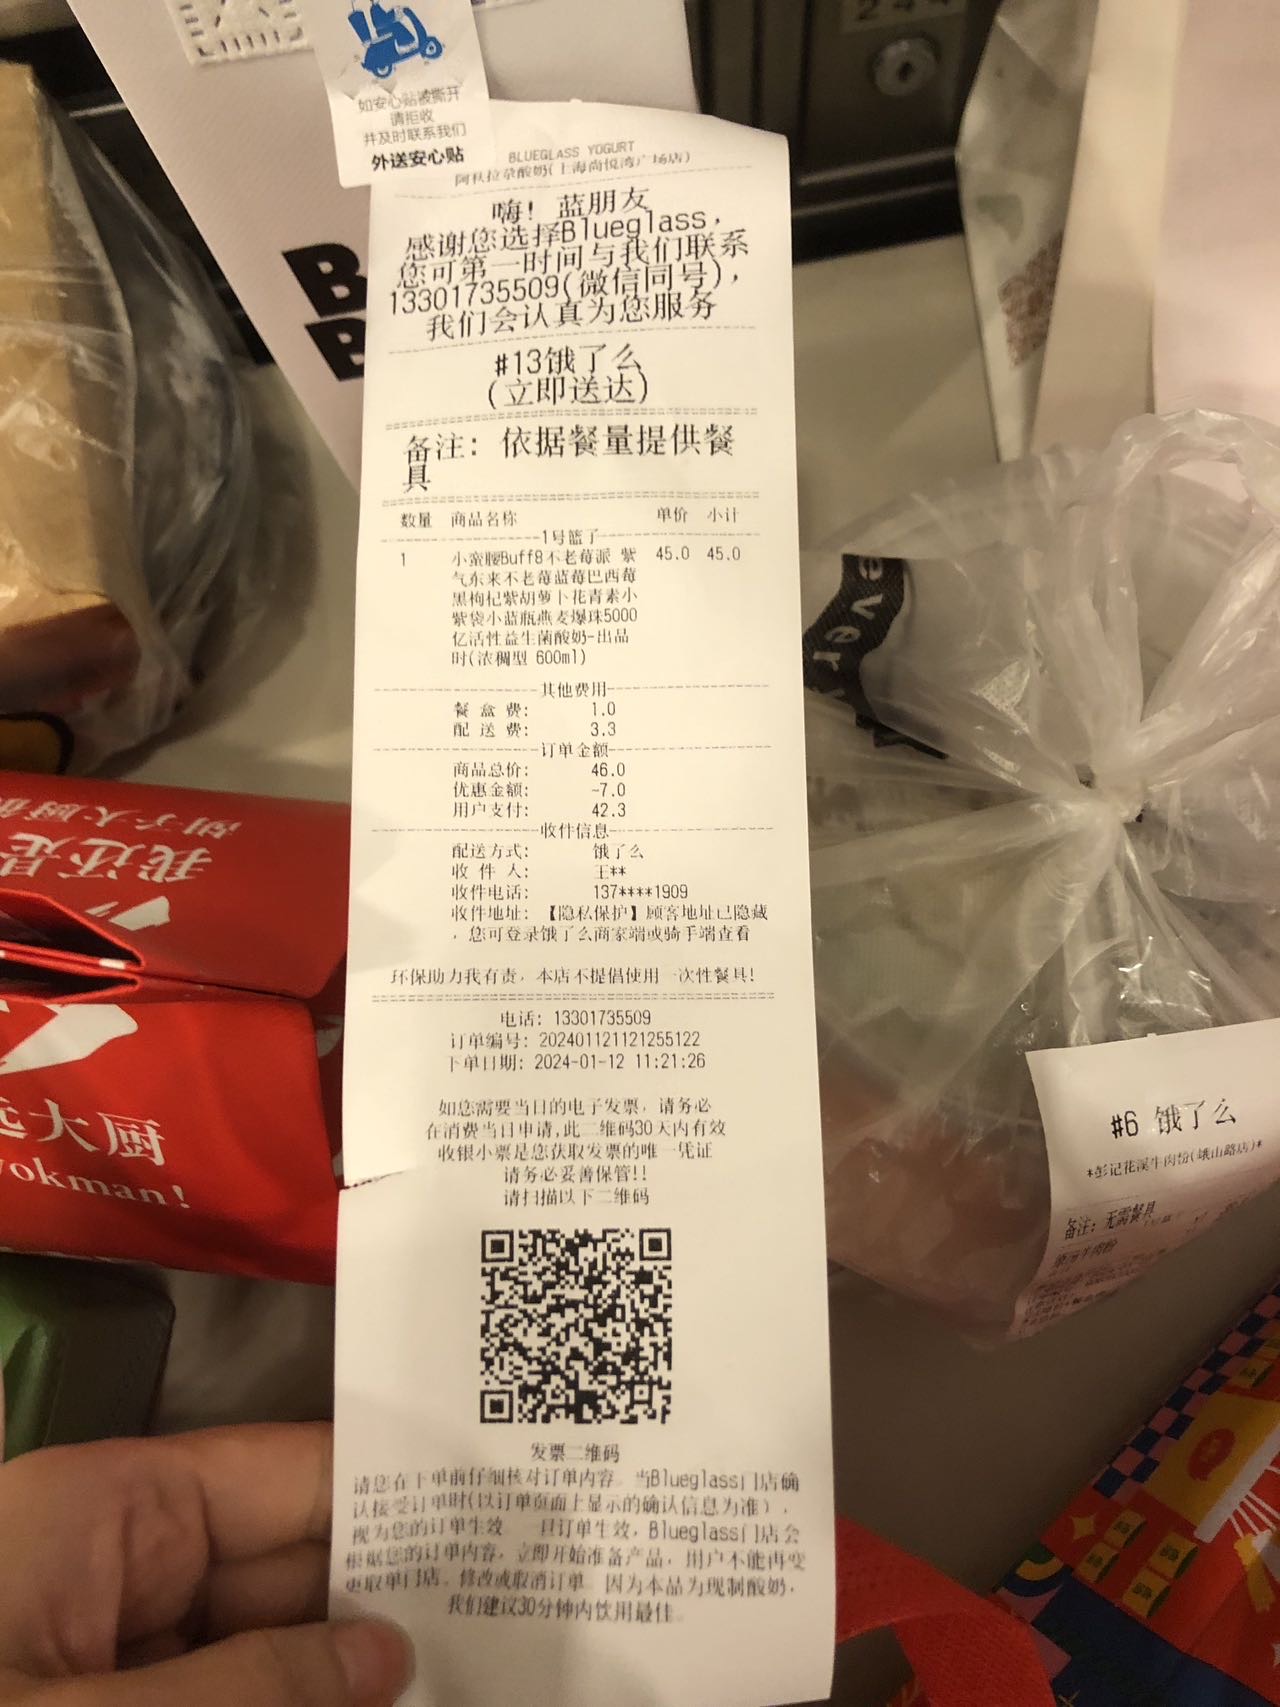 244
如安心贴被撕开
请拒收
并及时联系我们
外送安心贴
BLUEGLASS YOGURT
阿秋拉尕酸奶(上海尚悦湾广场店)
嗨! 蓝朋友
感谢您选择Blueglass,
您可第一时间与我们联系
13301735509(微信同号),
我们会认真为您服务
#13饿了么
(立即送达)
备注: 依据餐量提供餐
具
数量 商品名称 单价 小计
1号篮子
1 小蛮腰Buff8不老莓派 紫 45.0 45.0
气东来不老莓蓝莓巴西莓
黑枸杞紫胡萝卜花青素小
紫袋小蓝瓶燕麦爆珠5000
亿活性益生菌酸奶-出品
时(浓稠型 600ml)
其他费用
餐盒费: 1.0
配送费: 3.3
订单金额
商品总价: 46.0
优惠金额: -7.0
用户支付: 42.3
收件信息
配送方式: 饿了么
收件人: 王**
收件电话: 137****1909
收件地址: 【隐私保护】顾客地址已隐藏
,您可登录饿了么商家端或骑手端查看
环保助力我有责,本店不提倡使用一次性餐具!
电话: 13301735509
订单编号: 202401121121255122
下单日期: 2024-01-12 11:21:26
如您需要当日的电子发票,请务必
在消费当日申请,此二维码30天内有效
收银小票是您获取发票的唯一凭证
请务必妥善保管!!
请扫描以下二维码
发票二维码
请您在下单前仔细核对订单内容 当Blueglass门店确
认接受订单时(以订单页面上显示的确认信息为准),
视为您的订单生效 一旦订单生效,Blueglass门店会
根据您的订单内容,立即开始准备产品,用户不能再变
更取单门店、修改或取消订单 因为本品为现制酸奶,
我们建议30分钟内饮用最佳
ever
胡子大厨
我还是
大厨
wokman!
#6 饿了么
*彭记花溪牛肉粉(峨山路店)*
备注: 无需餐具